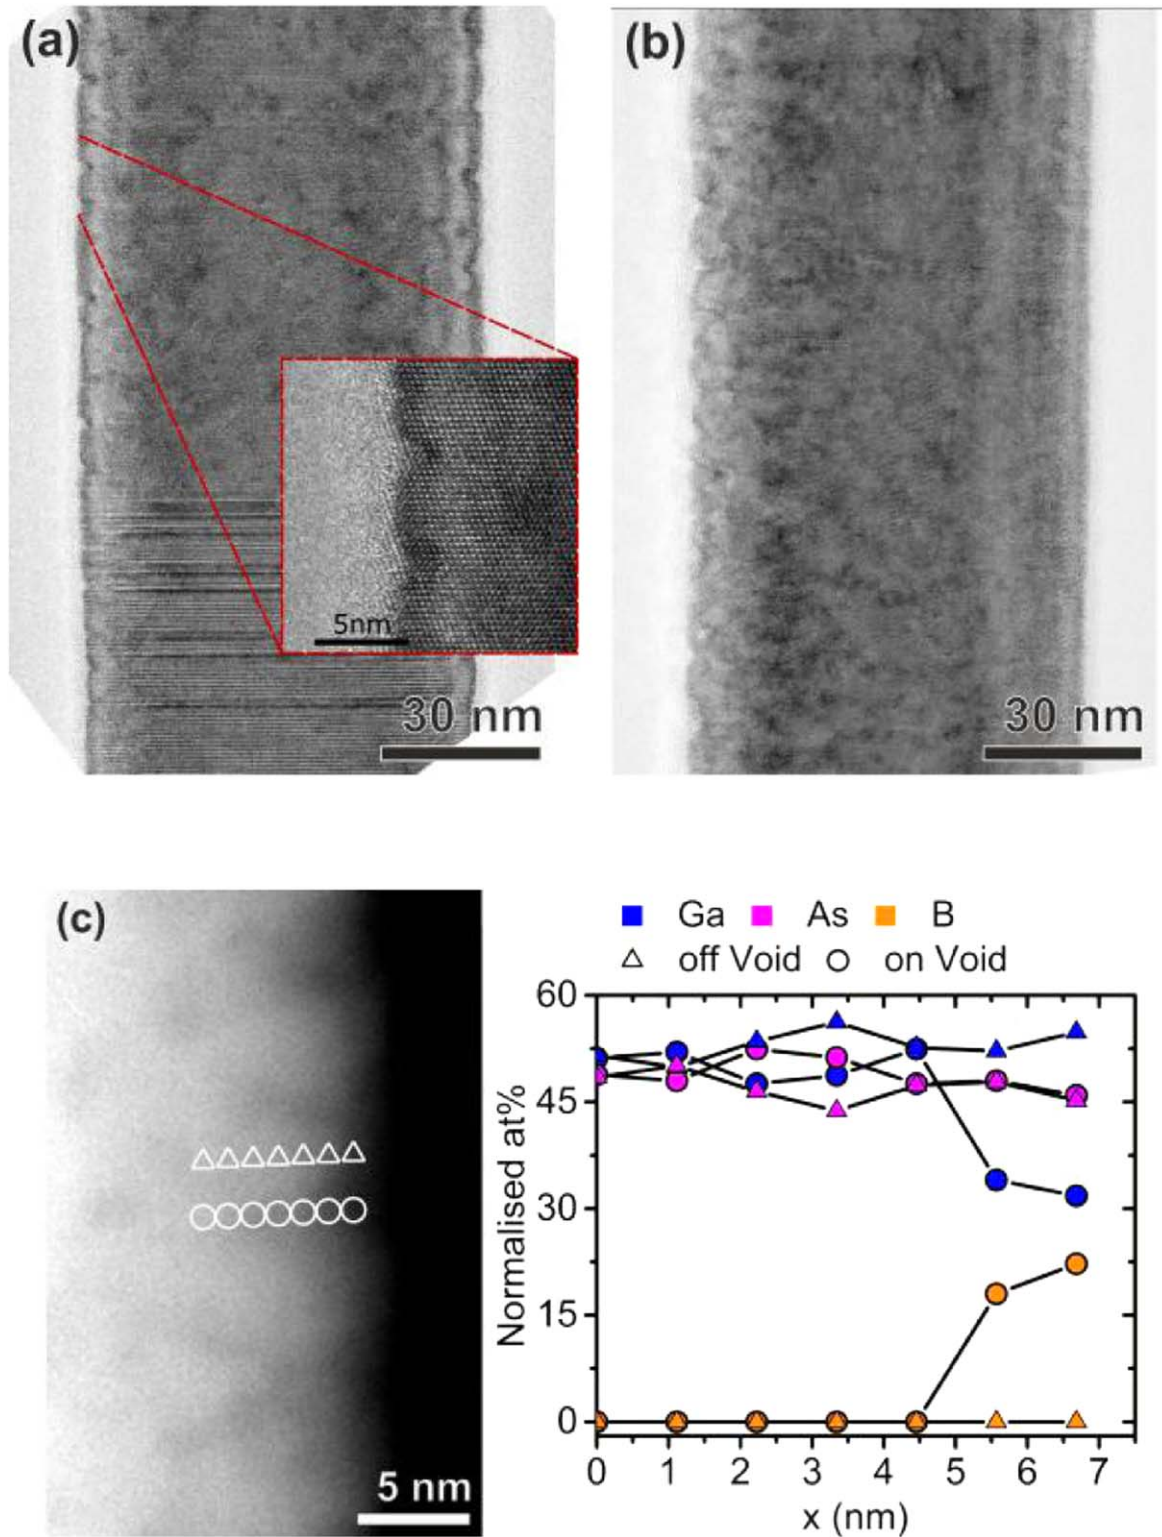 (a)
5nm
30 nm
(b)
30 nm
(c)
5 nm
Ga As B
off Void on Void
60
45
30
15
0
Normalised at%
0 1 2 3 4 5 6 7
x (nm)